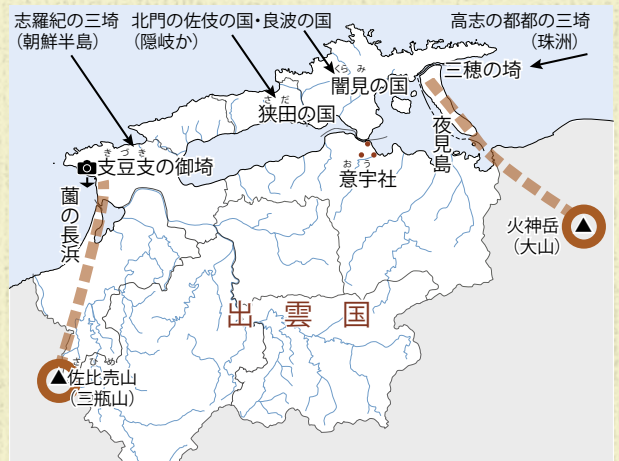 志羅紀の三埼
（朝鮮半島）
北門の佐伎の国・良波の国
（隠岐か）
高志の都都の三埼
（珠洲）
くらみ
闇見の国
三穂の埼
さだ
狭田の国
夜見島
きづき
支豆支の御埼
おう
意宇社
薗の長浜
火神岳
（大山）
出雲国
さひめ
佐比売山
（三瓶山）